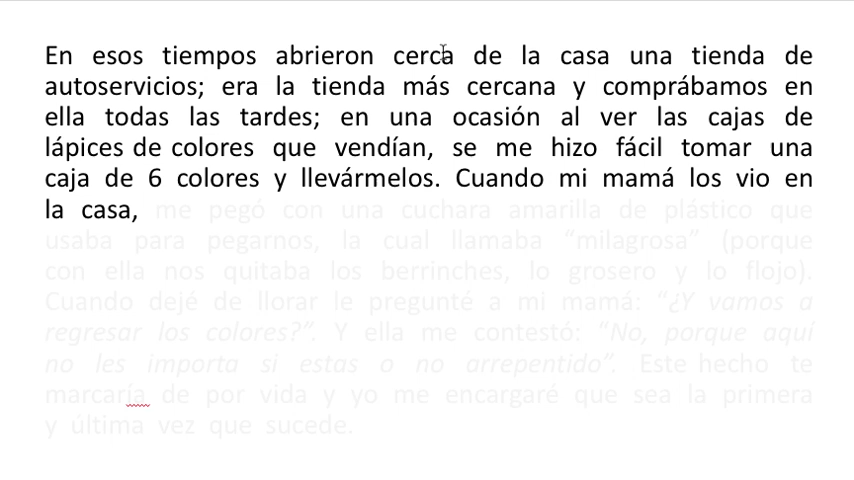 En esos tiempos abrieron cerca de la casa una tienda de
autoservicios; era la tienda más cercana y comprábamos en
ella todas las tardes; en una ocasión al ver las cajas de
lápices de colores que vendían, se me hizo fácil tomar una
caja de 6 colores y llevármelos. Cuando mi mamá los vio en
la casa, me pegó con una cuchara amarilla de plástico que
usaba para pegarnos, la cual llamaba “milagrosa” (porque
con ella nos quitaba los berrinches, lo grosero y lo flojo).
Cuando dejé de llorar le pregunté a mi mamá: “¿Y vamos a
regresar los colores?”. Y ella me contestó: “No, porque aquí
no les importa si estas o no arrepentido”. Este hecho te
marcaría de por vida y yo me encargaré que sea la primera
y última vez que sucede.